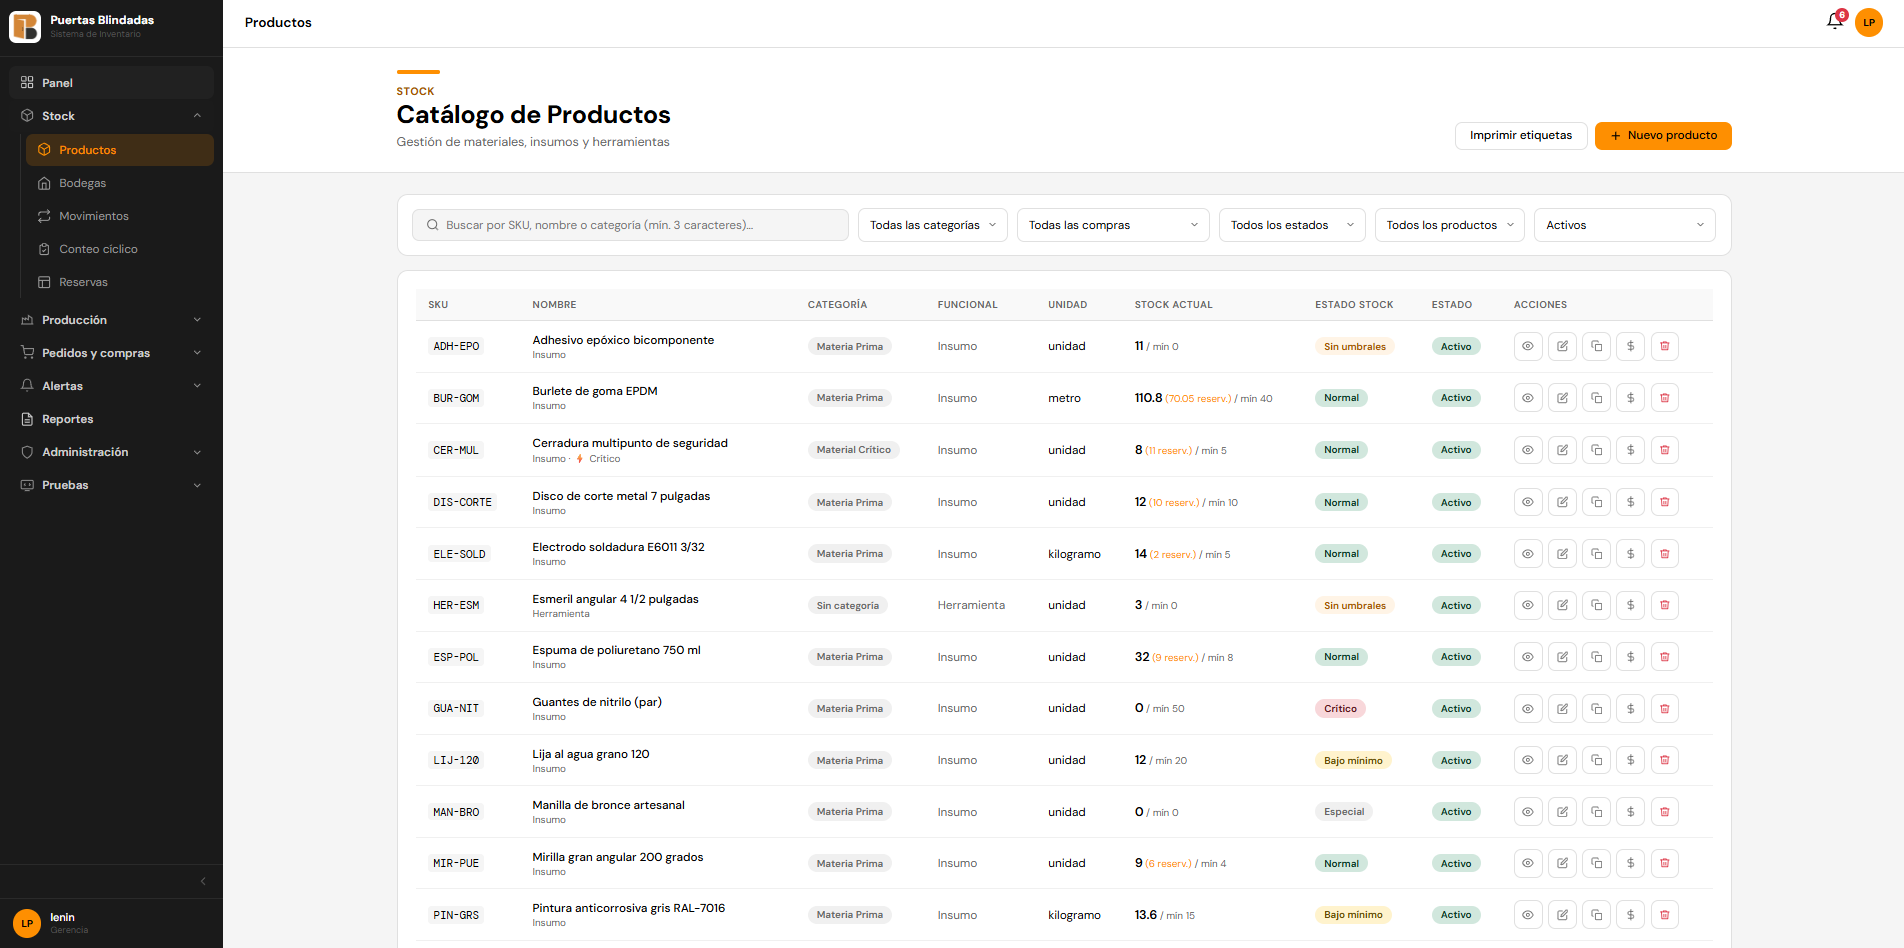 Puertas Blindadas
Sistema de Inventario
Panel
Stock
Productos
Bodegas
Movimientos
Conteo cíclico
Reservas
Producción
Pedidos y compras
Alertas
Reportes
Administración
Pruebas
LP
lenin
Gerencia
Productos
6
LP
STOCK
Catálogo de Productos
Gestión de materiales, insumos y herramientas
Imprimir etiquetas
+ Nuevo producto
Buscar por SKU, nombre o categoría (mín. 3 caracteres)...
Todas las categorías
Todas las compras
Todos los estados
Todos los productos
Activos
SKU NOMBRE CATEGORÍA FUNCIONAL UNIDAD STOCK ACTUAL ESTADO STOCK ESTADO ACCIONES
ADH-EPO Adhesivo epóxico bicomponente Materia Prima Insumo unidad 11 / min 0 Sin umbrales Activo $
Insumo
BUR-GOM Burlete de goma EPDM Materia Prima Insumo metro 110.8 (70.05 reserv.) / min 40 Normal Activo $
Insumo
CER-MUL Cerradura multipunto de seguridad Material Crítico Insumo unidad 8 (11 reserv.) / min 5 Normal Activo $
Insumo · Crítico
DIS-CORTE Disco de corte metal 7 pulgadas Materia Prima Insumo unidad 12 (10 reserv.) / min 10 Normal Activo $
Insumo
ELE-SOLD Electrodo soldadura E6011 3/32 Materia Prima Insumo kilogramo 14 (2 reserv.) / min 5 Normal Activo $
Insumo
HER-ESM Esmeril angular 4 1/2 pulgadas Sin categoría Herramienta unidad 3 / min 0 Sin umbrales Activo $
Herramienta
ESP-POL Espuma de poliuretano 750 ml Materia Prima Insumo unidad 32 (9 reserv.) / min 8 Normal Activo $
Insumo
GUA-NIT Guantes de nitrilo (par) Materia Prima Insumo unidad 0 / min 50 Crítico Activo $
Insumo
LIJ-120 Lija al agua grano 120 Materia Prima Insumo unidad 12 / min 20 Bajo mínimo Activo $
Insumo
MAN-BRO Manilla de bronce artesanal Materia Prima Insumo unidad 0 / min 0 Especial Activo $
Insumo
MIR-PUE Mirilla gran angular 200 grados Materia Prima Insumo unidad 9 (6 reserv.) / min 4 Normal Activo $
Insumo
PIN-GRS Pintura anticorrosiva gris RAL-7016 Materia Prima Insumo kilogramo 13.6 / min 15 Bajo mínimo Activo $
Insumo